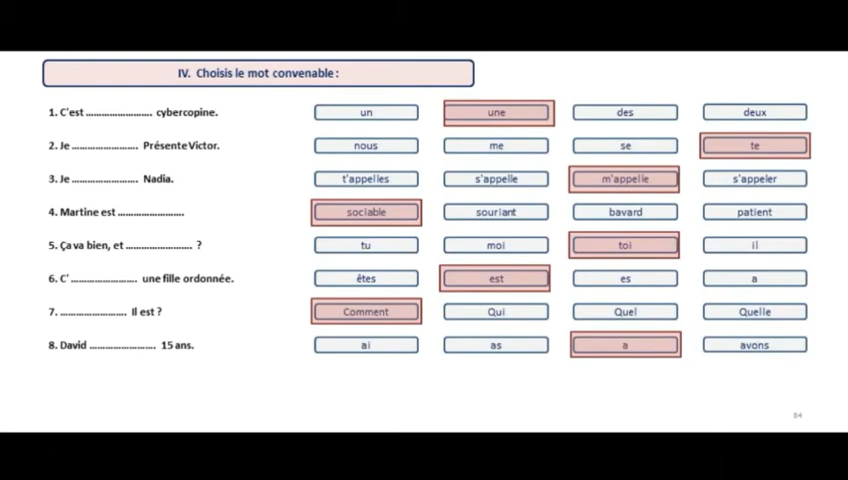 IV. Choisis le mot convenable :
1. C'est ........................ cybercopine. un une des deux
2. Je ........................ Présente Victor. nous me se te
3. Je ........................ Nadia. t'appelles s'appelle m'appelle s'appeler
4. Martine est ........................ sociable souriant bavard patient
5. Ça va bien, et ........................ ? tu moi toi il
6. C' ........................ une fille ordonnée. êtes est es a
7. ........................ Il est ? Comment Qui Quel Quelle
8. David ........................ 15 ans. ai as a avons
84